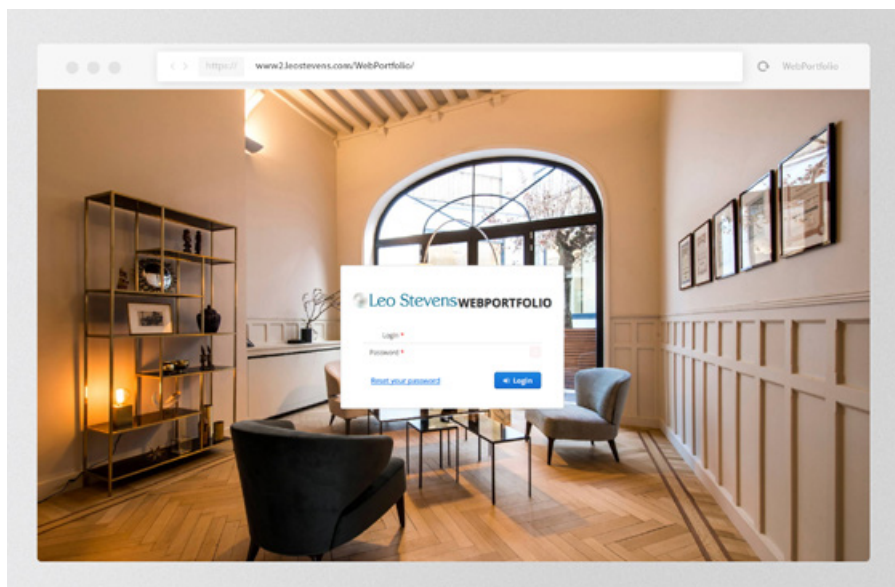 https:// www2.leostevens.com/WebPortfolio/ WebPortfolio
Leo Stevens WEBPORTFOLIO
Login *
Password *
Reset your password Login